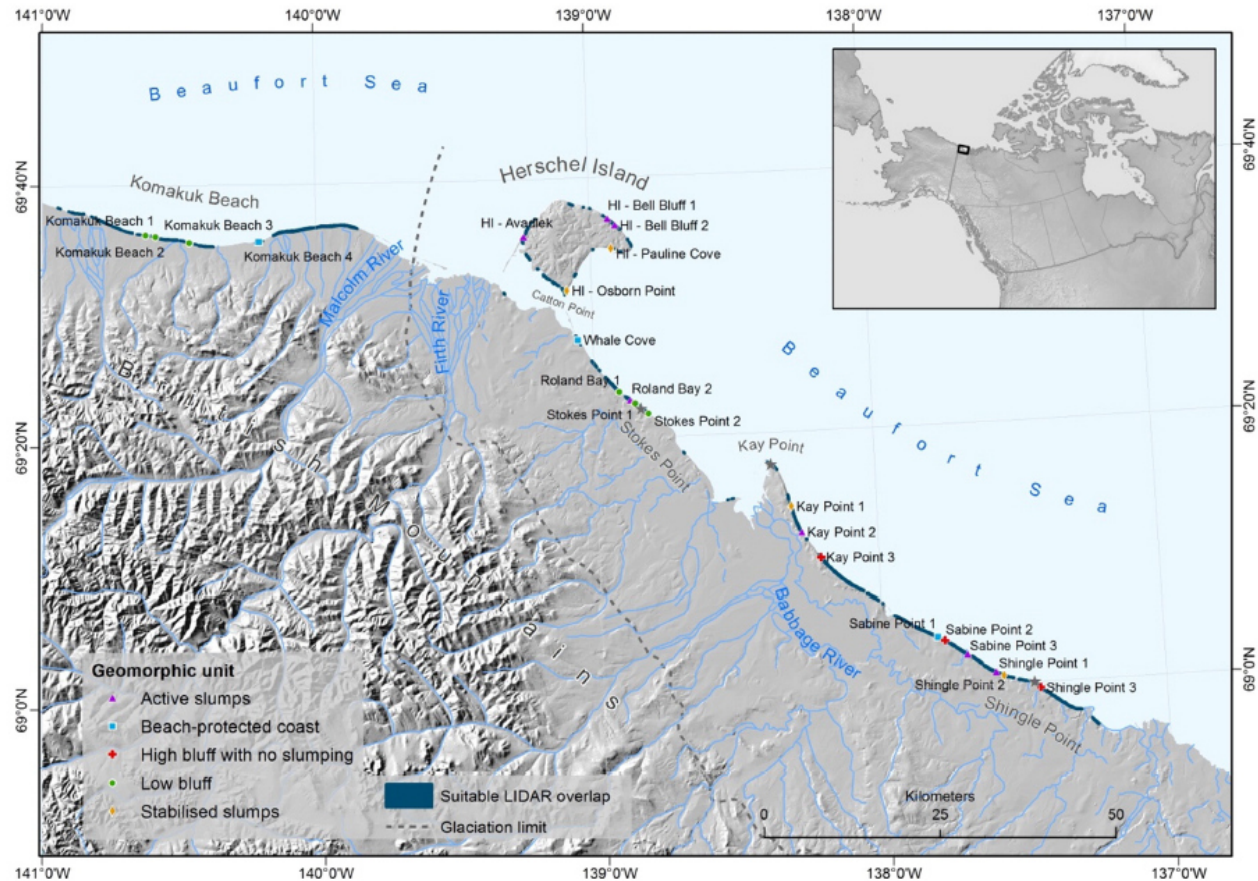 141°0'W 140°0'W 139°0'W 138°0'W 137°0'W
Beaufort Sea
69°40'N
69°40'N
Herschel Island
Komakuk Beach
HI - Bell Bluff 1
HI - Bell Bluff 2
HI - Avadlek
HI - Pauline Cove
HI - Osborn Point
Komakuk Beach 1
Komakuk Beach 3
Komakuk Beach 2
Komakuk Beach 4
Malcolm River
Firth River
Catton Point
Whale Cove
Roland Bay 1
Roland Bay 2
Stokes Point 1
Stokes Point 2
Stokes Point
Beaufort Sea
69°20'N
69°20'N
British Mountains
Kay Point
Kay Point 1
Kay Point 2
Kay Point 3
Babbage River
Sabine Point 1
Sabine Point 2
Sabine Point 3
Shingle Point 1
Shingle Point 2
Shingle Point 3
Shingle Point
69°0'N
69°0'N
Geomorphic unit
Active slumps
Beach-protected coast
High bluff with no slumping
Low bluff
Stabilised slumps
Suitable LIDAR overlap
Glaciation limit
Kilometers
0 25 50
141°0'W 140°0'W 139°0'W 138°0'W 137°0'W